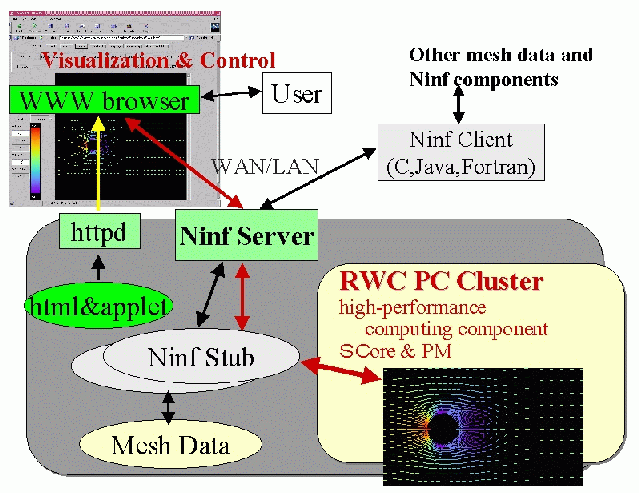 Visualization & Control
WWW browser
User
Other mesh data and
Ninf components
Ninf Client
(C,Java,Fortran)
WAN/LAN
httpd
Ninf Server
html&applet
RWC PC Cluster
high-performance
computing component
SCore & PM
Ninf Stub
Mesh Data